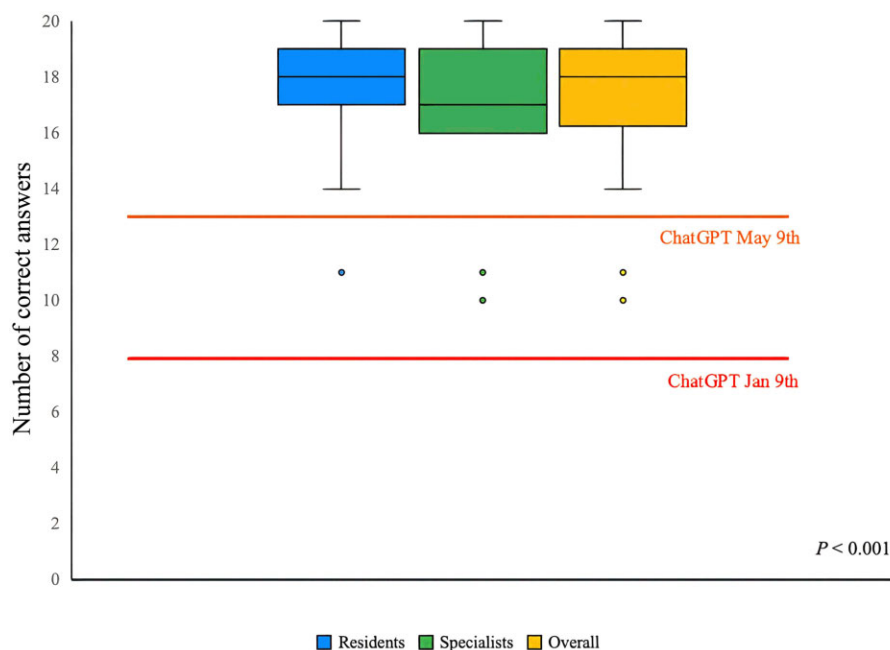 Number of correct answers
20
18
16
14
12
10
8
6
4
2
0
ChatGPT May 9th
ChatGPT Jan 9th
P < 0.001
Residents Specialists Overall